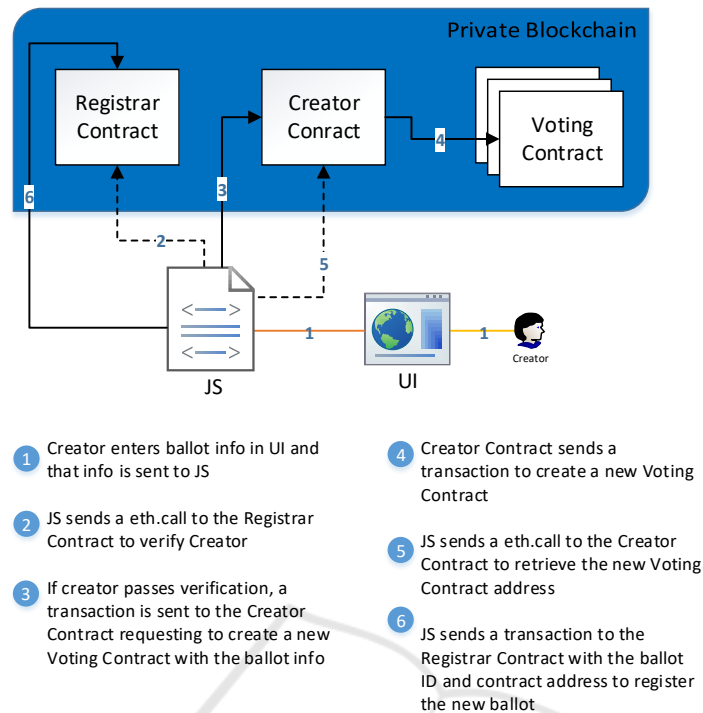 Private Blockchain
Registrar
Contract
Creator
Conract
Voting
Contract
4
6
3
2
5
1
1
Creator
JS
UI
1
Creator enters ballot info in UI and
that info is sent to JS
2
JS sends a eth.call to the Registrar
Contract to verify Creator
3
If creator passes verification, a
transaction is sent to the Creator
Contract requesting to create a new
Voting Contract with the ballot info
4
Creator Contract sends a
transaction to create a new Voting
Contract
5
JS sends a eth.call to the Creator
Contract to retrieve the new Voting
Contract address
6
JS sends a transaction to the
Registrar Contract with the ballot
ID and contract address to register
the new ballot